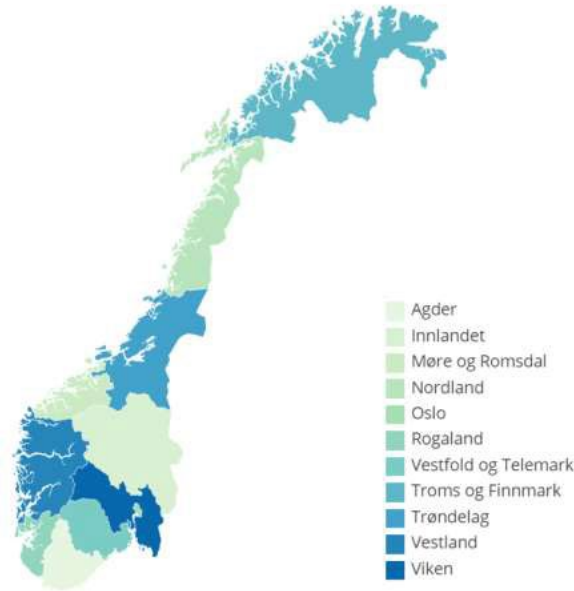 Agder
Innlandet
Møre og Romsdal
Nordland
Oslo
Rogaland
Vestfold og Telemark
Troms og Finnmark
Trøndelag
Vestland
Viken